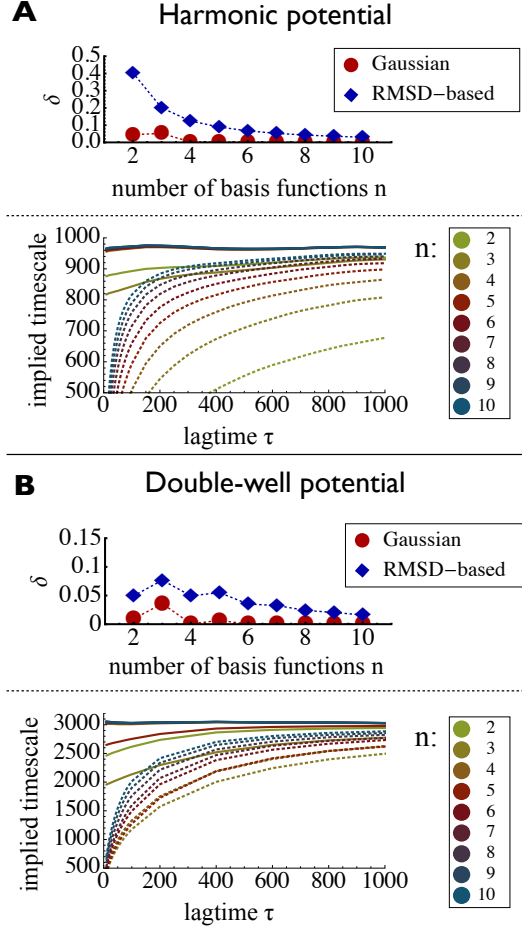 A Harmonic potential
0.5
0.4
0.3
0.2
0.1
0.0
δ
Gaussian
RMSD-based
2 4 6 8 10
number of basis functions n
1000
900
800
700
600
500
implied timescale
0 200 400 600 800 1000
lagtime τ
n:
2
3
4
5
6
7
8
9
10
B Double-well potential
0.15
0.1
0.05
0
δ
Gaussian
RMSD-based
2 4 6 8 10
number of basis functions n
3000
2500
2000
1500
1000
500
implied timescale
0 200 400 600 800 1000
lagtime τ
n:
2
3
4
5
6
7
8
9
10